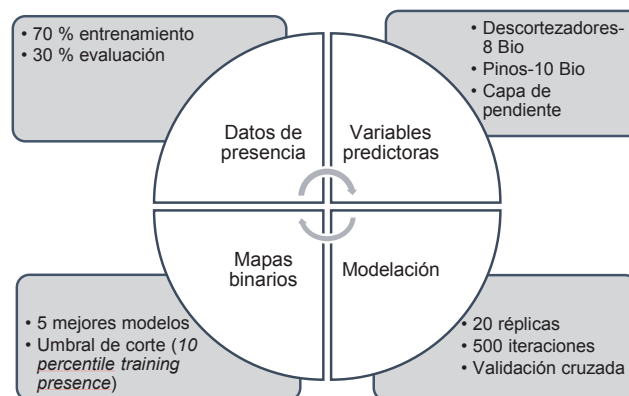 • 70 % entrenamiento
• 30 % evaluación
• Descortezadores-
8 Bio
• Pinos-10 Bio
• Capa de
pendiente
Datos de
presencia
Variables
predictoras
Mapas
binarios
Modelación
• 5 mejores modelos
• Umbral de corte (10
percentile training
presence)
• 20 réplicas
• 500 iteraciones
• Validación cruzada